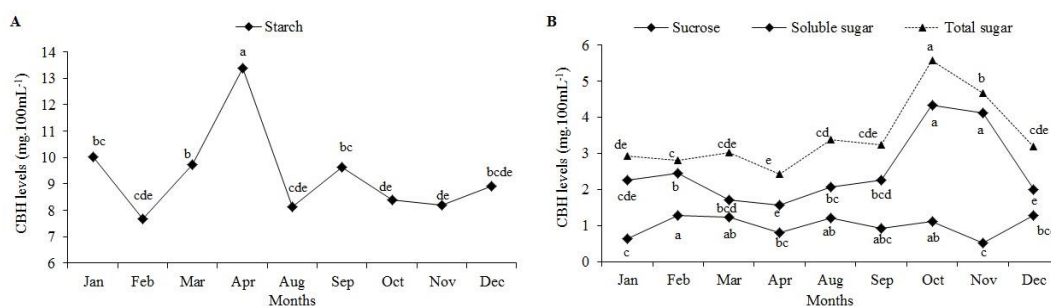 A
Starch
CBH levels (mg.100mL-1)
14
13
12
11
10
9
8
7
6
a
bc
b
bc
cde
cde
de
de
bcde
Jan Feb Mar Apr Aug Sep Oct Nov Dec
Months
B
Sucrose Soluble sugar Total sugar
CBH levels (mg.100mL-1)
6
5
4
3
2
1
0
a
b
de
c
cde
e
cd
cde
cde
a
a
cde
b
bcd
e
bc
bcd
e
c
a
ab
bc
ab
abc
ab
c
Jan Feb Mar Apr Aug Sep Oct Nov Dec
Months